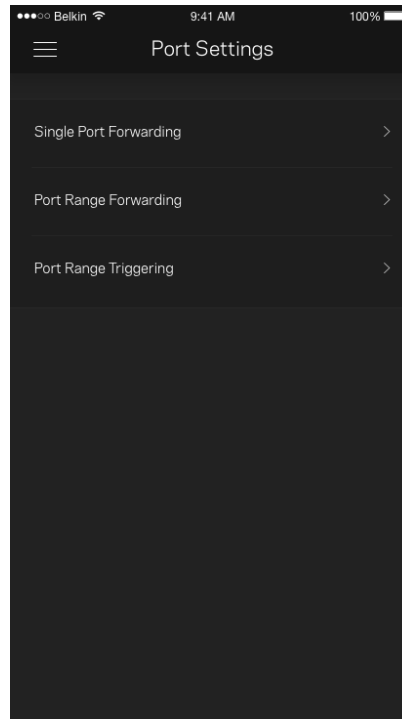 Belkin 9:41 AM 100%
Port Settings
Single Port Forwarding
Port Range Forwarding
Port Range Triggering